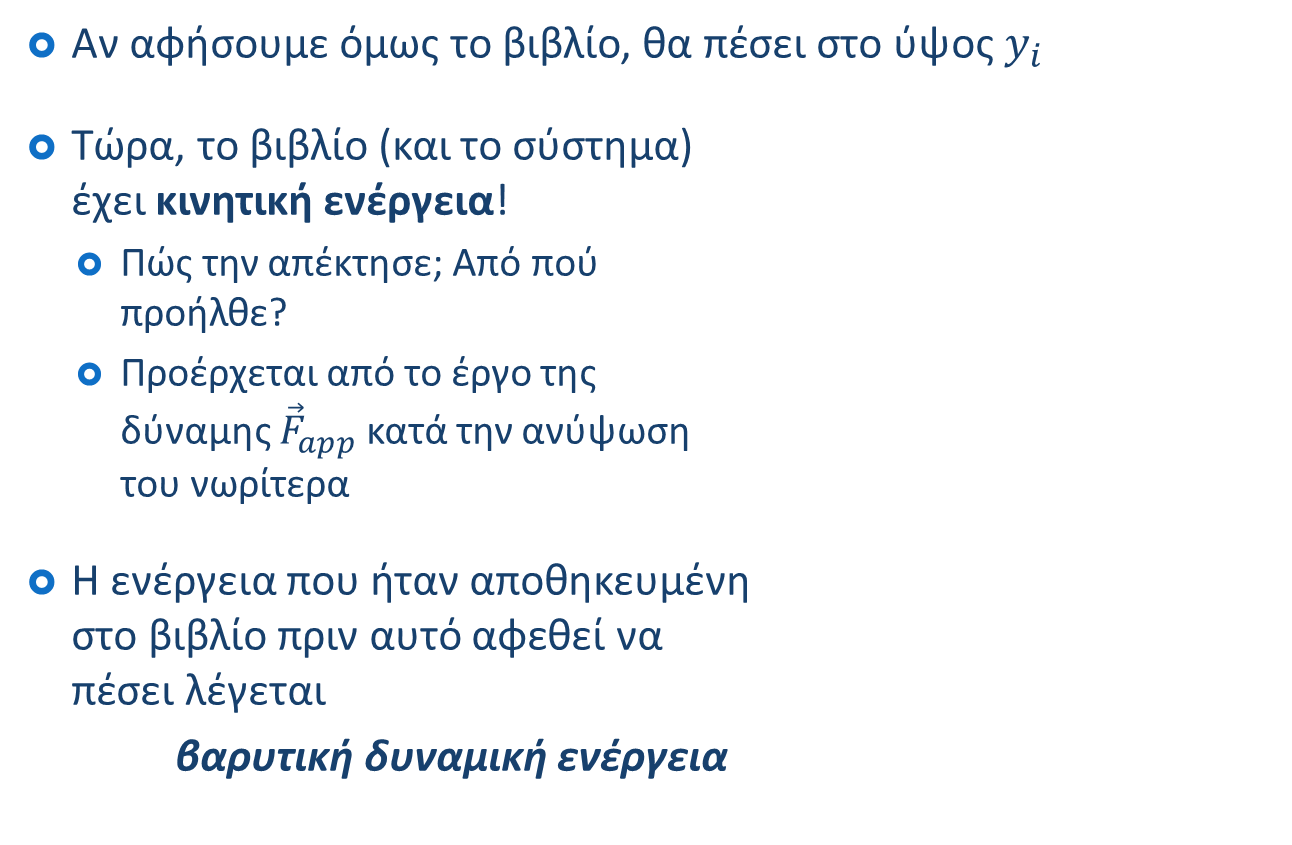 Αν αφήσουμε όμως το βιβλίο, θα πέσει στο ύψος y_i
Τώρα, το βιβλίο (και το σύστημα)
έχει κινητική ενέργεια!
Πώς την απέκτησε; Από πού
προήλθε?
Προέρχεται από το έργο της
δύναμης \vec{F}_{app} κατά την ανύψωση
του νωρίτερα
Η ενέργεια που ήταν αποθηκευμένη
στο βιβλίο πριν αυτό αφεθεί να
πέσει λέγεται
βαρυτική δυναμική ενέργεια